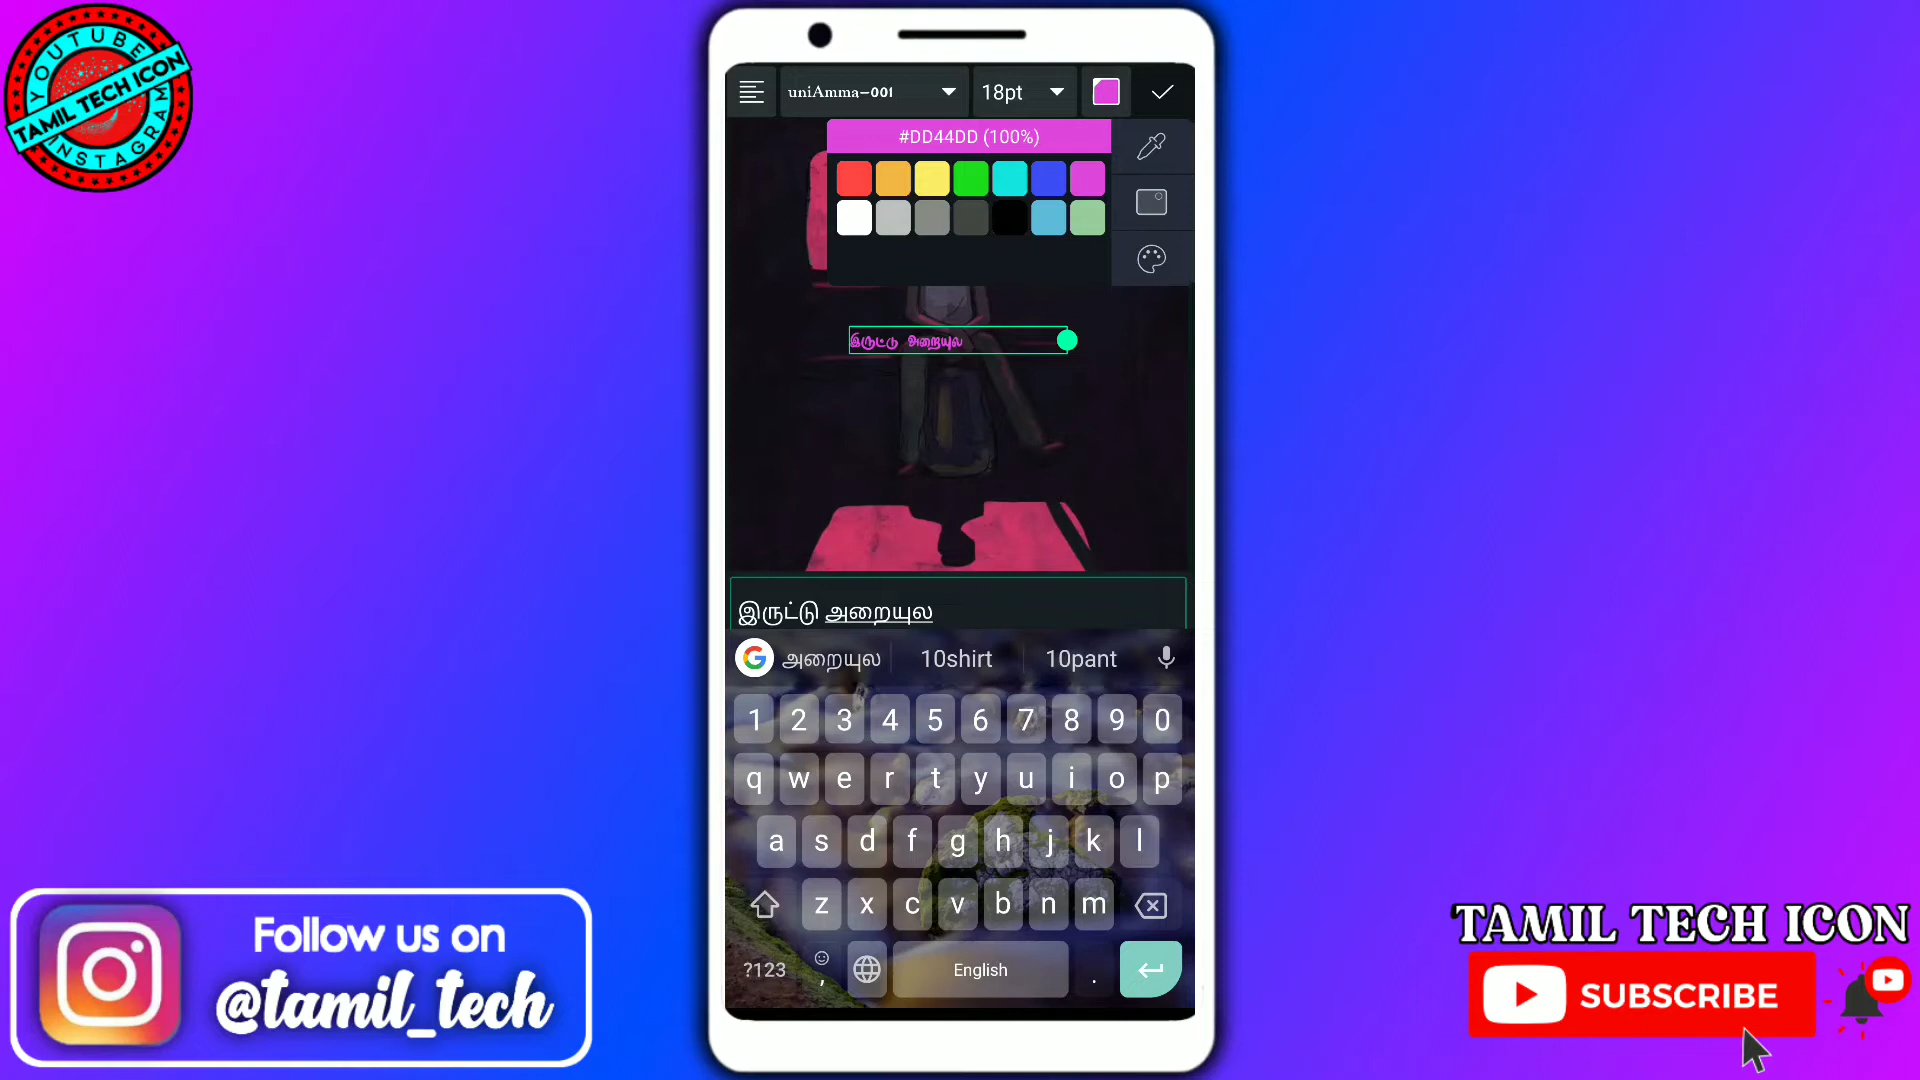 YOUTUBE
TAMIL TECH ICON
INSTAGRAM
uniAmma-001
18pt
#DD44DD (100%)
இருட்டு அறையுல
இருட்டு அறையுல
அறையுல 10shirt 10pant
1 2 3 4 5 6 7 8 9 0
q w e r t y u i o p
a s d f g h j k l
z x c v b n m
?123 , English .
Follow us on
@tamil_tech
TAMIL TECH ICON
SUBSCRIBE